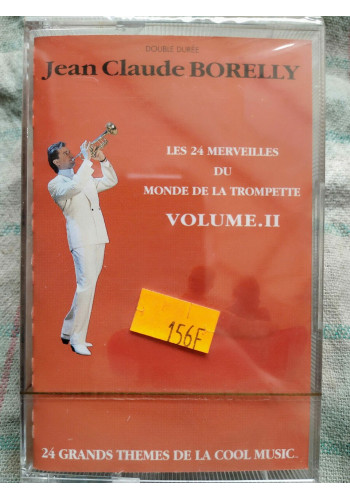 DOUBLE DURÉE
Jean Claude BORELLY
LES 24 MERVEILLES
DU
MONDE DE LA TROMPETTE
VOLUME.II
156F
24 GRANDS THEMES DE LA COOL MUSIC.